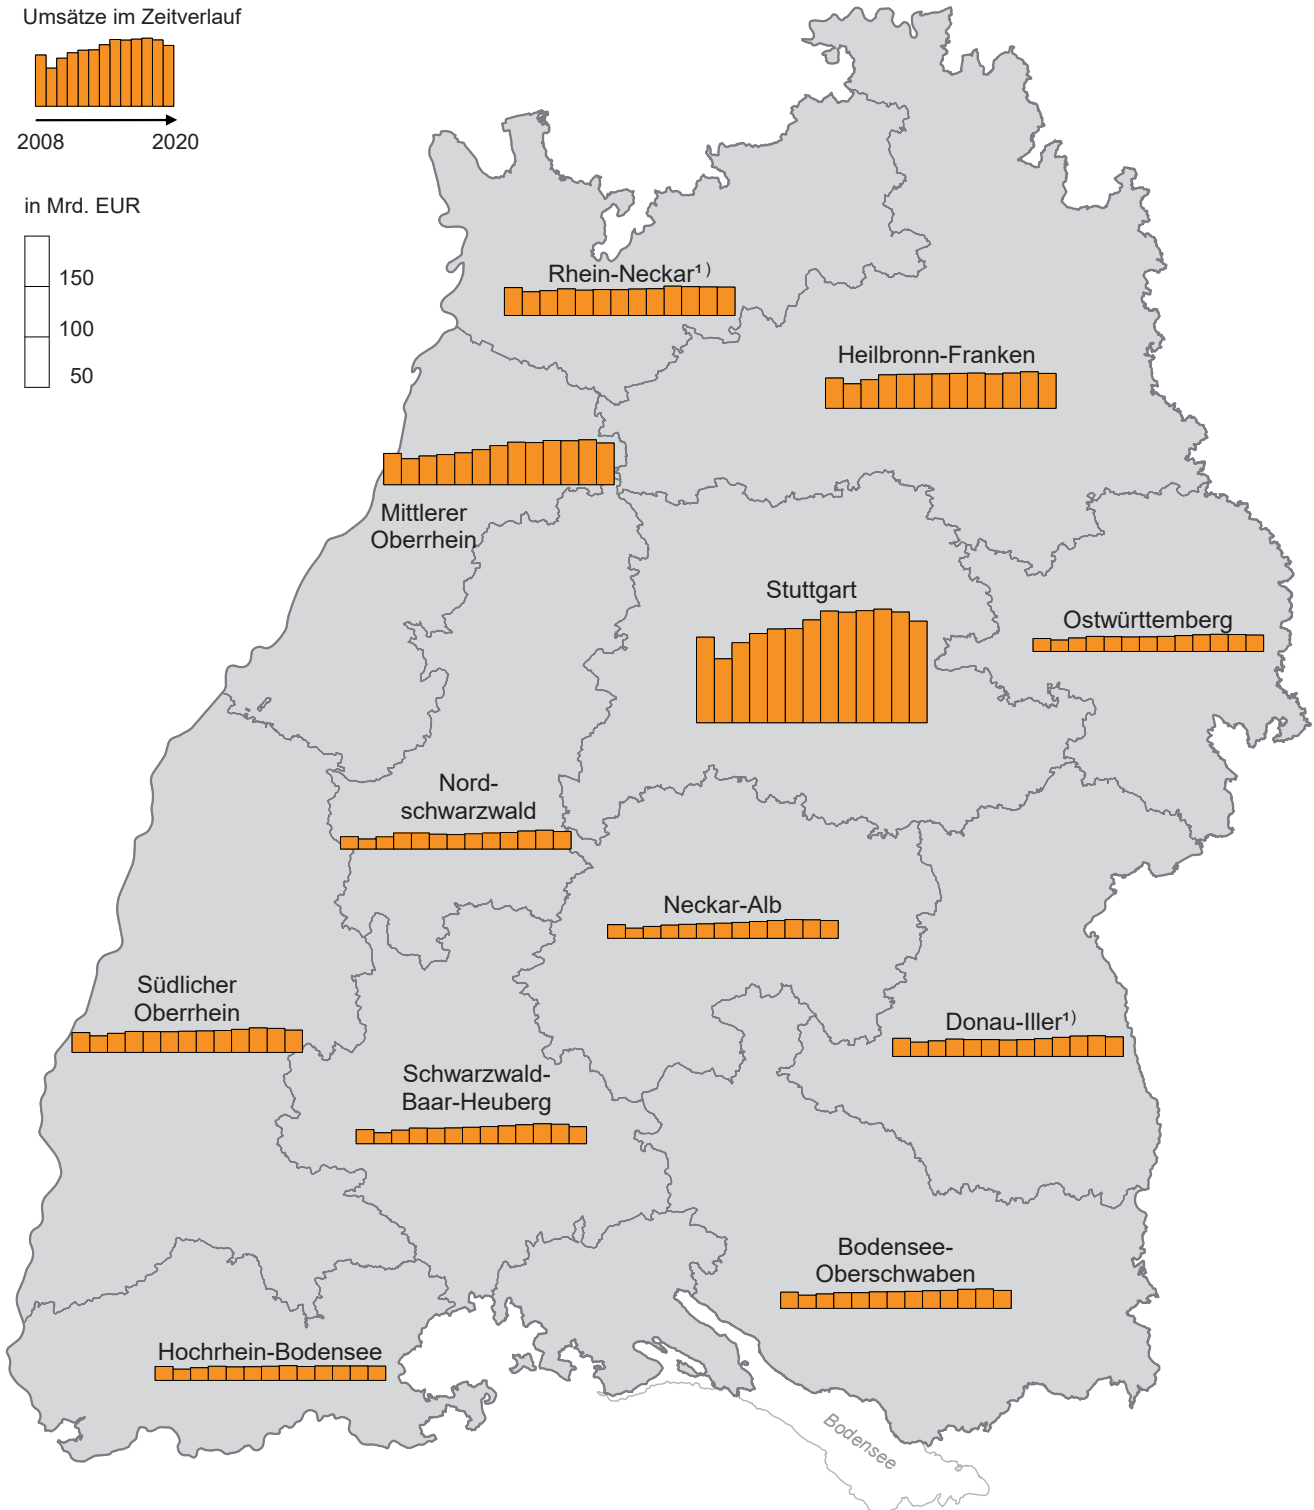 Umsätze im Zeitverlauf
2008
2020
in Mrd. EUR
150
100
50
Rhein-Neckar¹⁾
Heilbronn-Franken
Mittlerer
Oberrhein
Stuttgart
Ostwürttemberg
Nord-
schwarzwald
Neckar-Alb
Südlicher
Oberrhein
Donau-Iller¹⁾
Schwarzwald-
Baar-Heuberg
Bodensee-
Oberschwaben
Hochrhein-Bodensee
Bodensee